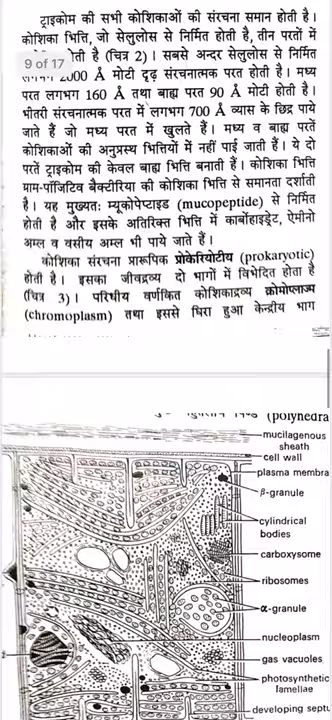 ट्राइकोम की सभी कोशिकाओं की संरचना समान होती है।
कोशिका भित्ति, जो सेलुलोस से निर्मित होती है, तीन परतों में
9 of 17 ती है (चित्र 2)। सबसे अन्दर सेलुलोस से निर्मित
2000 Å मोटी दृढ़ संरचनात्मक परत होती है। मध्य
परत लगभग 160 Å तथा बाह्य परत 90 Å मोटी होती है।
भीतरी संरचनात्मक परत में लगभग 700 Å व्यास के छिद्र पाये
जाते हैं जो मध्य परत में खुलते हैं। मध्य व बाह्य परतें
कोशिकाओं की अनुप्रस्थ भित्तियों में नहीं पाई जाती हैं। ये दो
परतें ट्राइकोम की केवल बाह्य भित्ति बनाती हैं। कोशिका भित्ति
ग्राम-पॉजिटिव बैक्टीरिया की कोशिका भित्ति से समानता दर्शाती
है। यह मुख्यतः म्यूकोपेप्टाइड (mucopeptide) से निर्मित
होती है और इसके अतिरिक्त भित्ति में कार्बोहाइड्रेट, ऐमीनो
अम्ल व वसीय अम्ल भी पाये जाते हैं।
कोशिका संरचना प्रारूपिक प्रोकेरियोटीय (prokaryotic)
होती है। इसका जीवद्रव्य दो भागों में विभेदित होता है
(चित्र 3)। परिधीय वर्णकित कोशिकाद्रव्य क्रोमोप्लाज्म
(chromoplasm) तथा इससे घिरा हुआ केन्द्रीय भाग
(polyhedra
mucilagenous
sheath
cell wall
plasma membra
β-granule
cylindrical
bodies
carboxysome
ribosomes
α-granule
nucleoplasm
gas vacuoles
photosynthetic
lamellae
developing septu